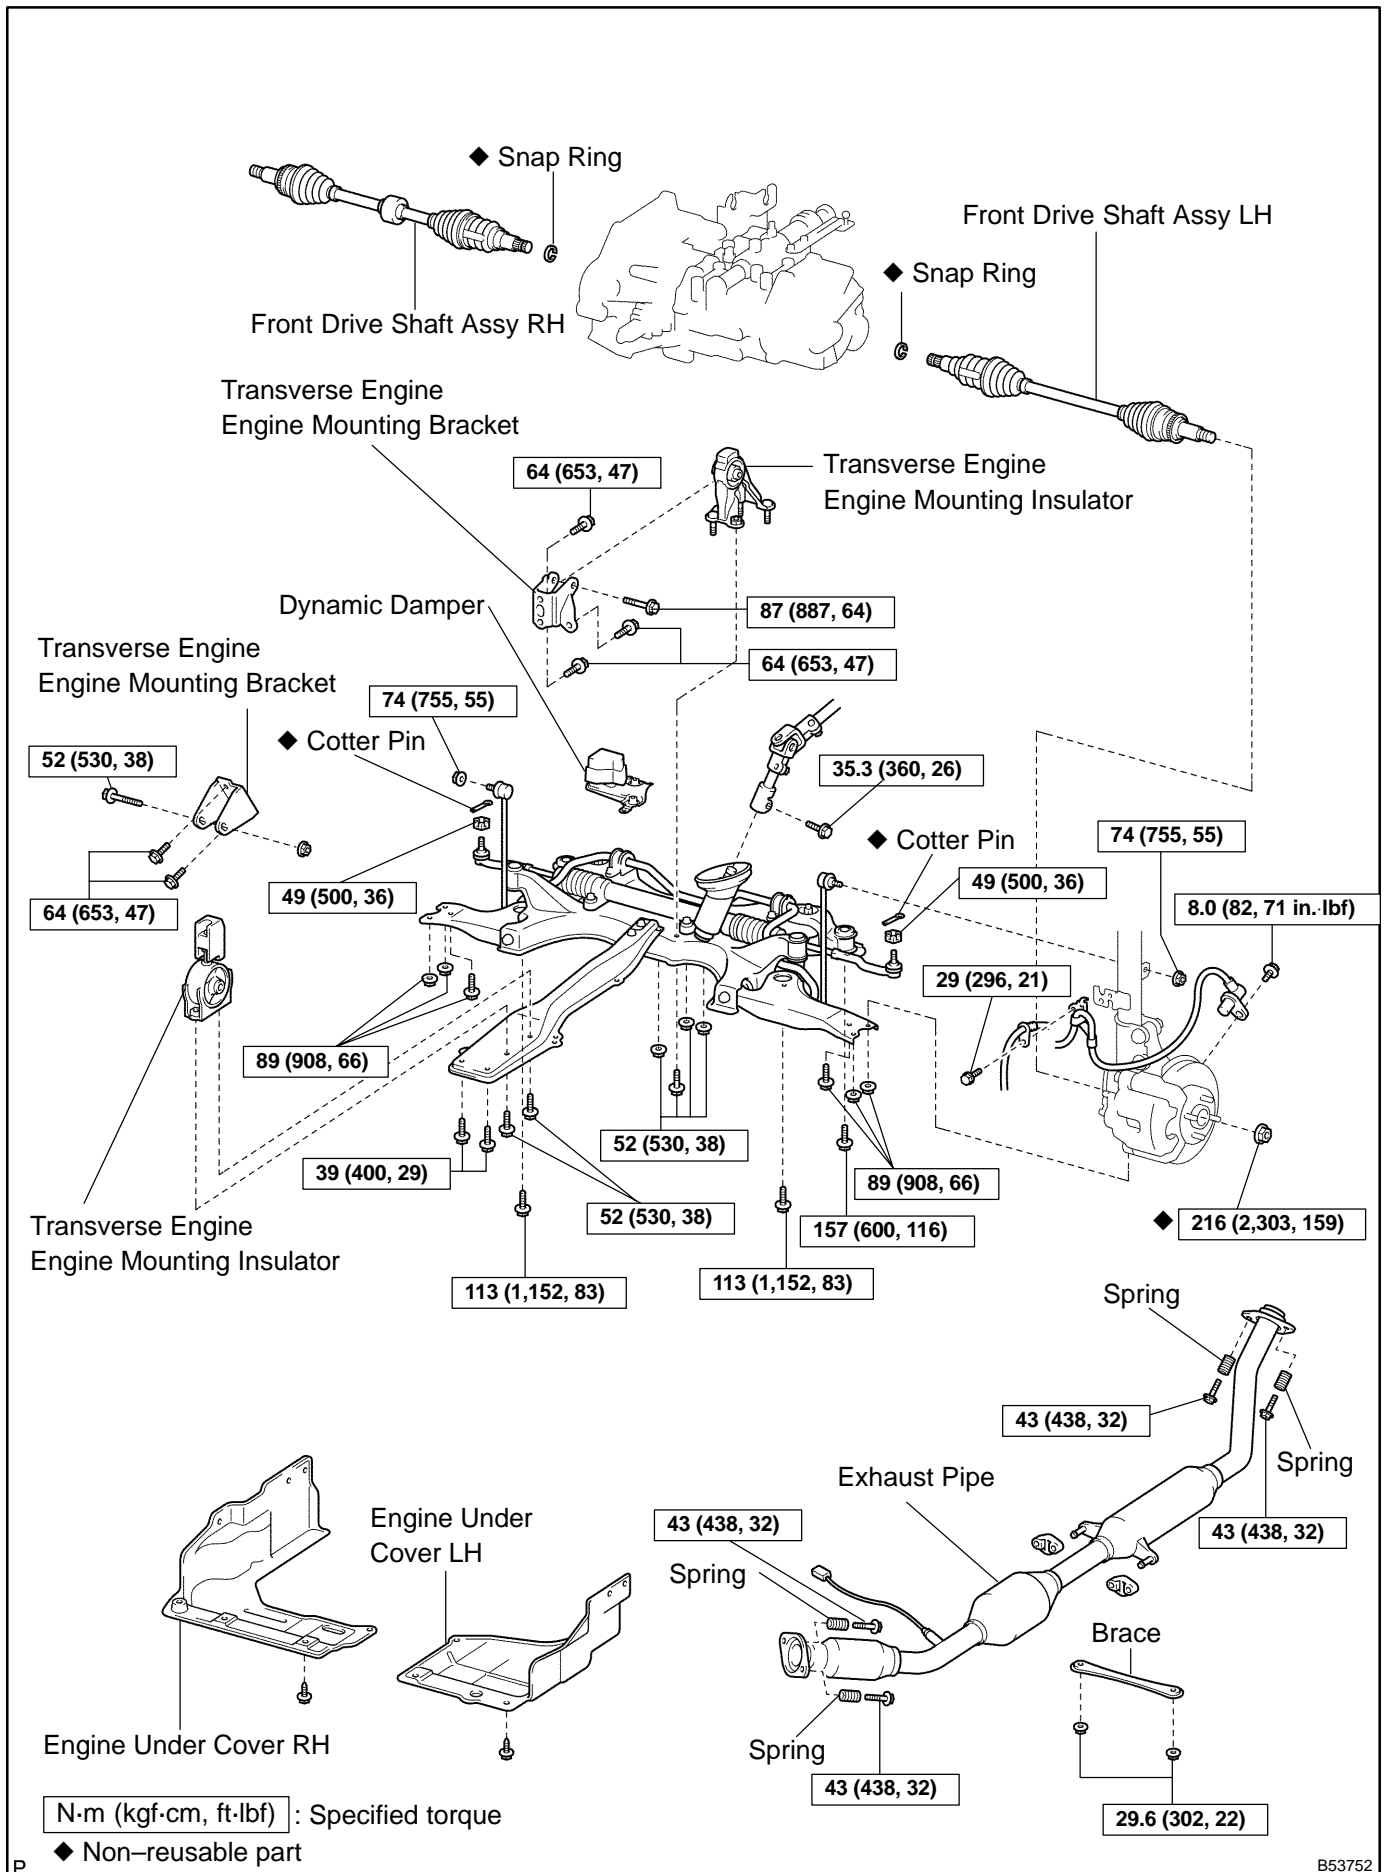 ◆ Snap Ring
Front Drive Shaft Assy LH
◆ Snap Ring
Front Drive Shaft Assy RH
Transverse Engine
Engine Mounting Bracket
64 (653, 47)
Transverse Engine
Engine Mounting Insulator
Dynamic Damper
87 (887, 64)
64 (653, 47)
Transverse Engine
Engine Mounting Bracket
74 (755, 55)
◆ Cotter Pin
52 (530, 38)
35.3 (360, 26)
◆ Cotter Pin
74 (755, 55)
49 (500, 36)
49 (500, 36)
64 (653, 47)
8.0 (82, 71 in.·lbf)
29 (296, 21)
89 (908, 66)
52 (530, 38)
39 (400, 29)
89 (908, 66)
52 (530, 38)
157 (600, 116)
◆ 216 (2,303, 159)
Transverse Engine
Engine Mounting Insulator
113 (1,152, 83)
113 (1,152, 83)
Spring
43 (438, 32)
Spring
Exhaust Pipe
43 (438, 32)
43 (438, 32)
Engine Under
Cover LH
Spring
Brace
Engine Under Cover RH
Spring
43 (438, 32)
29.6 (302, 22)
N·m (kgf·cm, ft·lbf) : Specified torque
◆ Non–reusable part
P
B53752